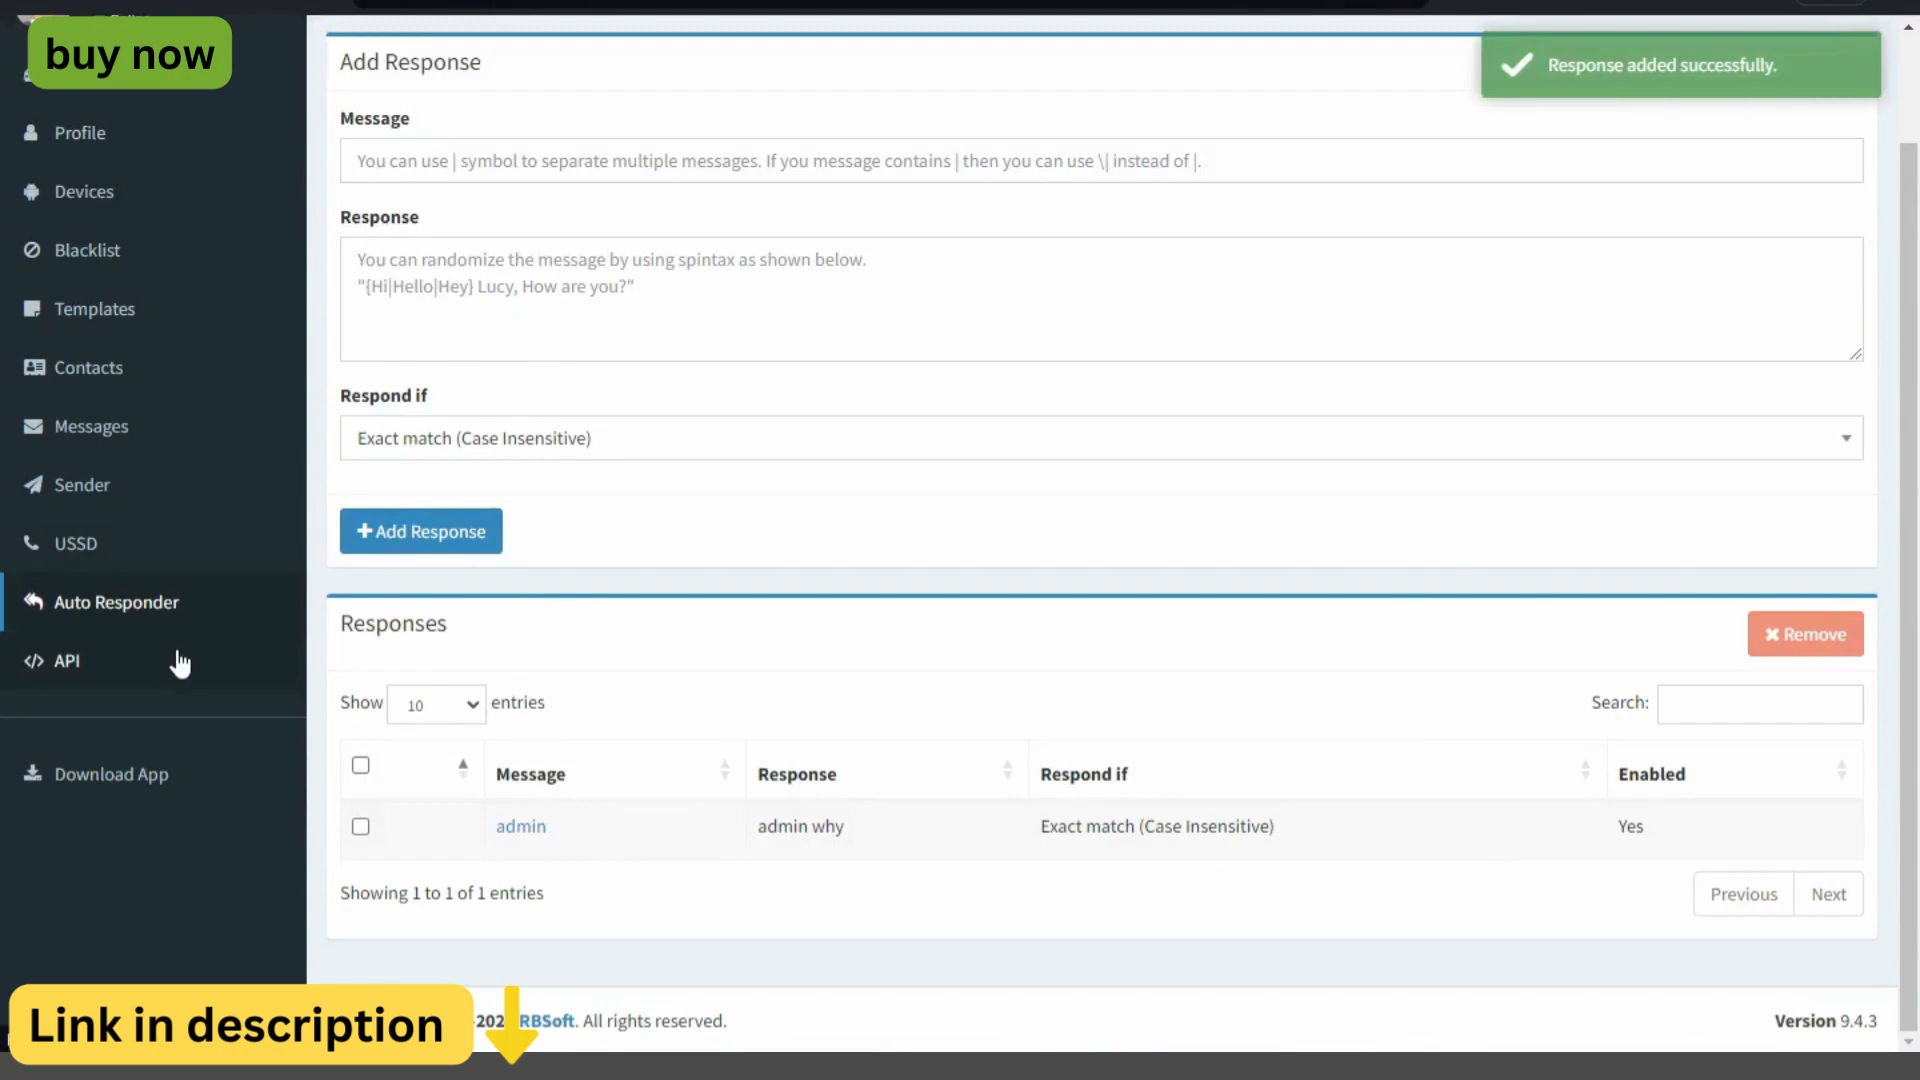 buy now
Profile
Devices
Blacklist
Templates
Contacts
Messages
Sender
USSD
Auto Responder
API
Download App
Add Response
Response added successfully.
Message
You can use | symbol to separate multiple messages. If you message contains | then you can use \| instead of |.
Response
You can randomize the message by using spintax as shown below.
"{Hi|Hello|Hey} Lucy, How are you?"
Respond if
Exact match (Case Insensitive)
Add Response
Responses
Remove
Show 10 entries
Search:
Message Response Respond if Enabled
admin admin why Exact match (Case Insensitive) Yes
Showing 1 to 1 of 1 entries
Previous Next
Link in description
RBSoft. All rights reserved.
Version 9.4.3